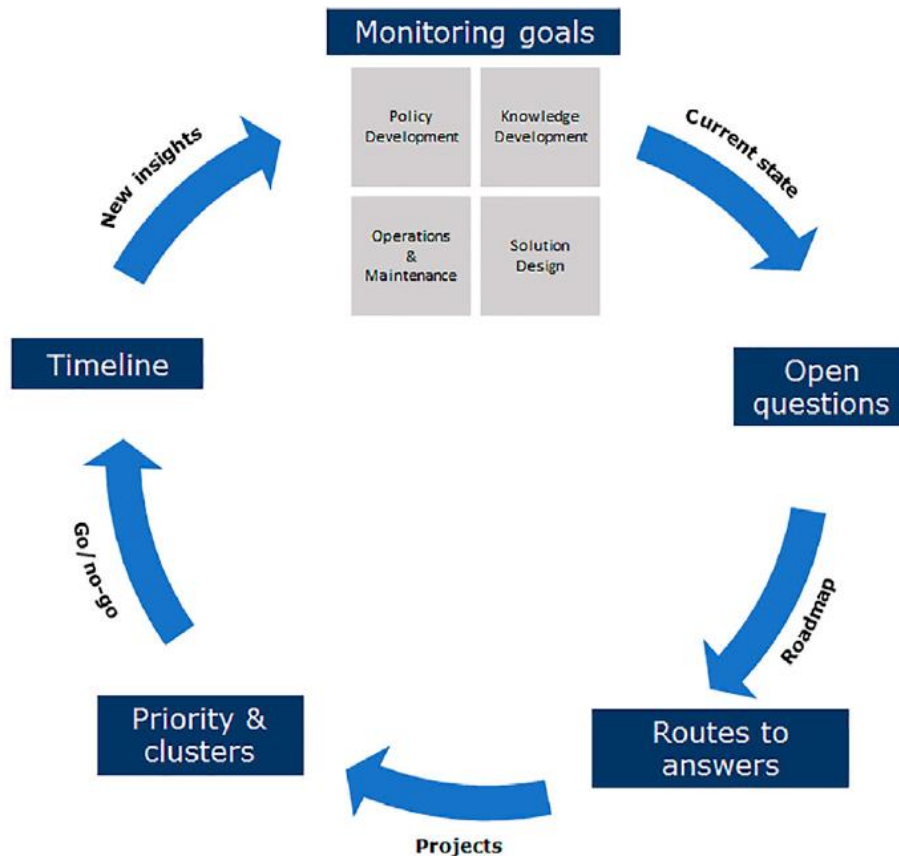 Monitoring goals
Policy
Development
Knowledge
Development
Operations
&
Maintenance
Solution
Design
Current state
Open
questions
Roadmap
Routes to
answers
Projects
Priority &
clusters
Go/no-go
Timeline
New insights